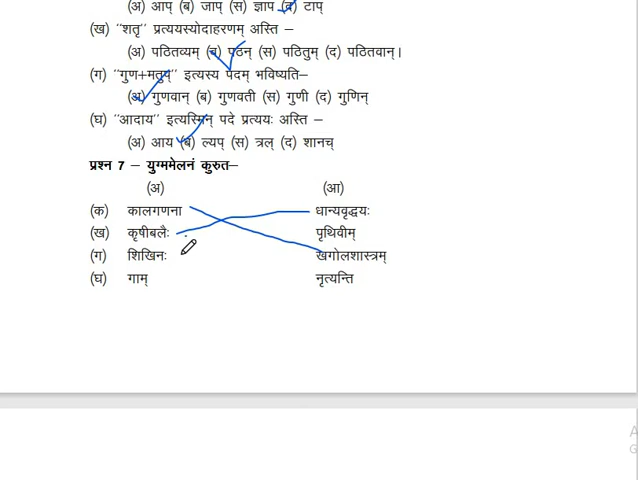 (अ) आप् (ब) जाप् (स) ज्ञाप (द) टाप्
(ख) "शतृ" प्रत्ययस्योदाहरणम् अस्ति –
(अ) पठितव्यम् (ब) पठन् (स) पठितुम् (द) पठितवान्।
(ग) "गुण+मतुप्" इत्यस्य पदम् भविष्यति–
(अ) गुणवान् (ब) गुणवती (स) गुणी (द) गुणिन्
(घ) "आदाय" इत्यस्मिन् पदे प्रत्ययः अस्ति –
(अ) आय (ब) ल्यप् (स) त्रल् (द) शानच्
प्रश्न 7 – युग्ममेलनं कुरुत–
(अ) (आ)
(क) कालगणना धान्यवृद्धयः
(ख) कृषीबलैः पृथिवीम्
(ग) शिखिनः खगोलशास्त्रम्
(घ) गाम् नृत्यन्ति